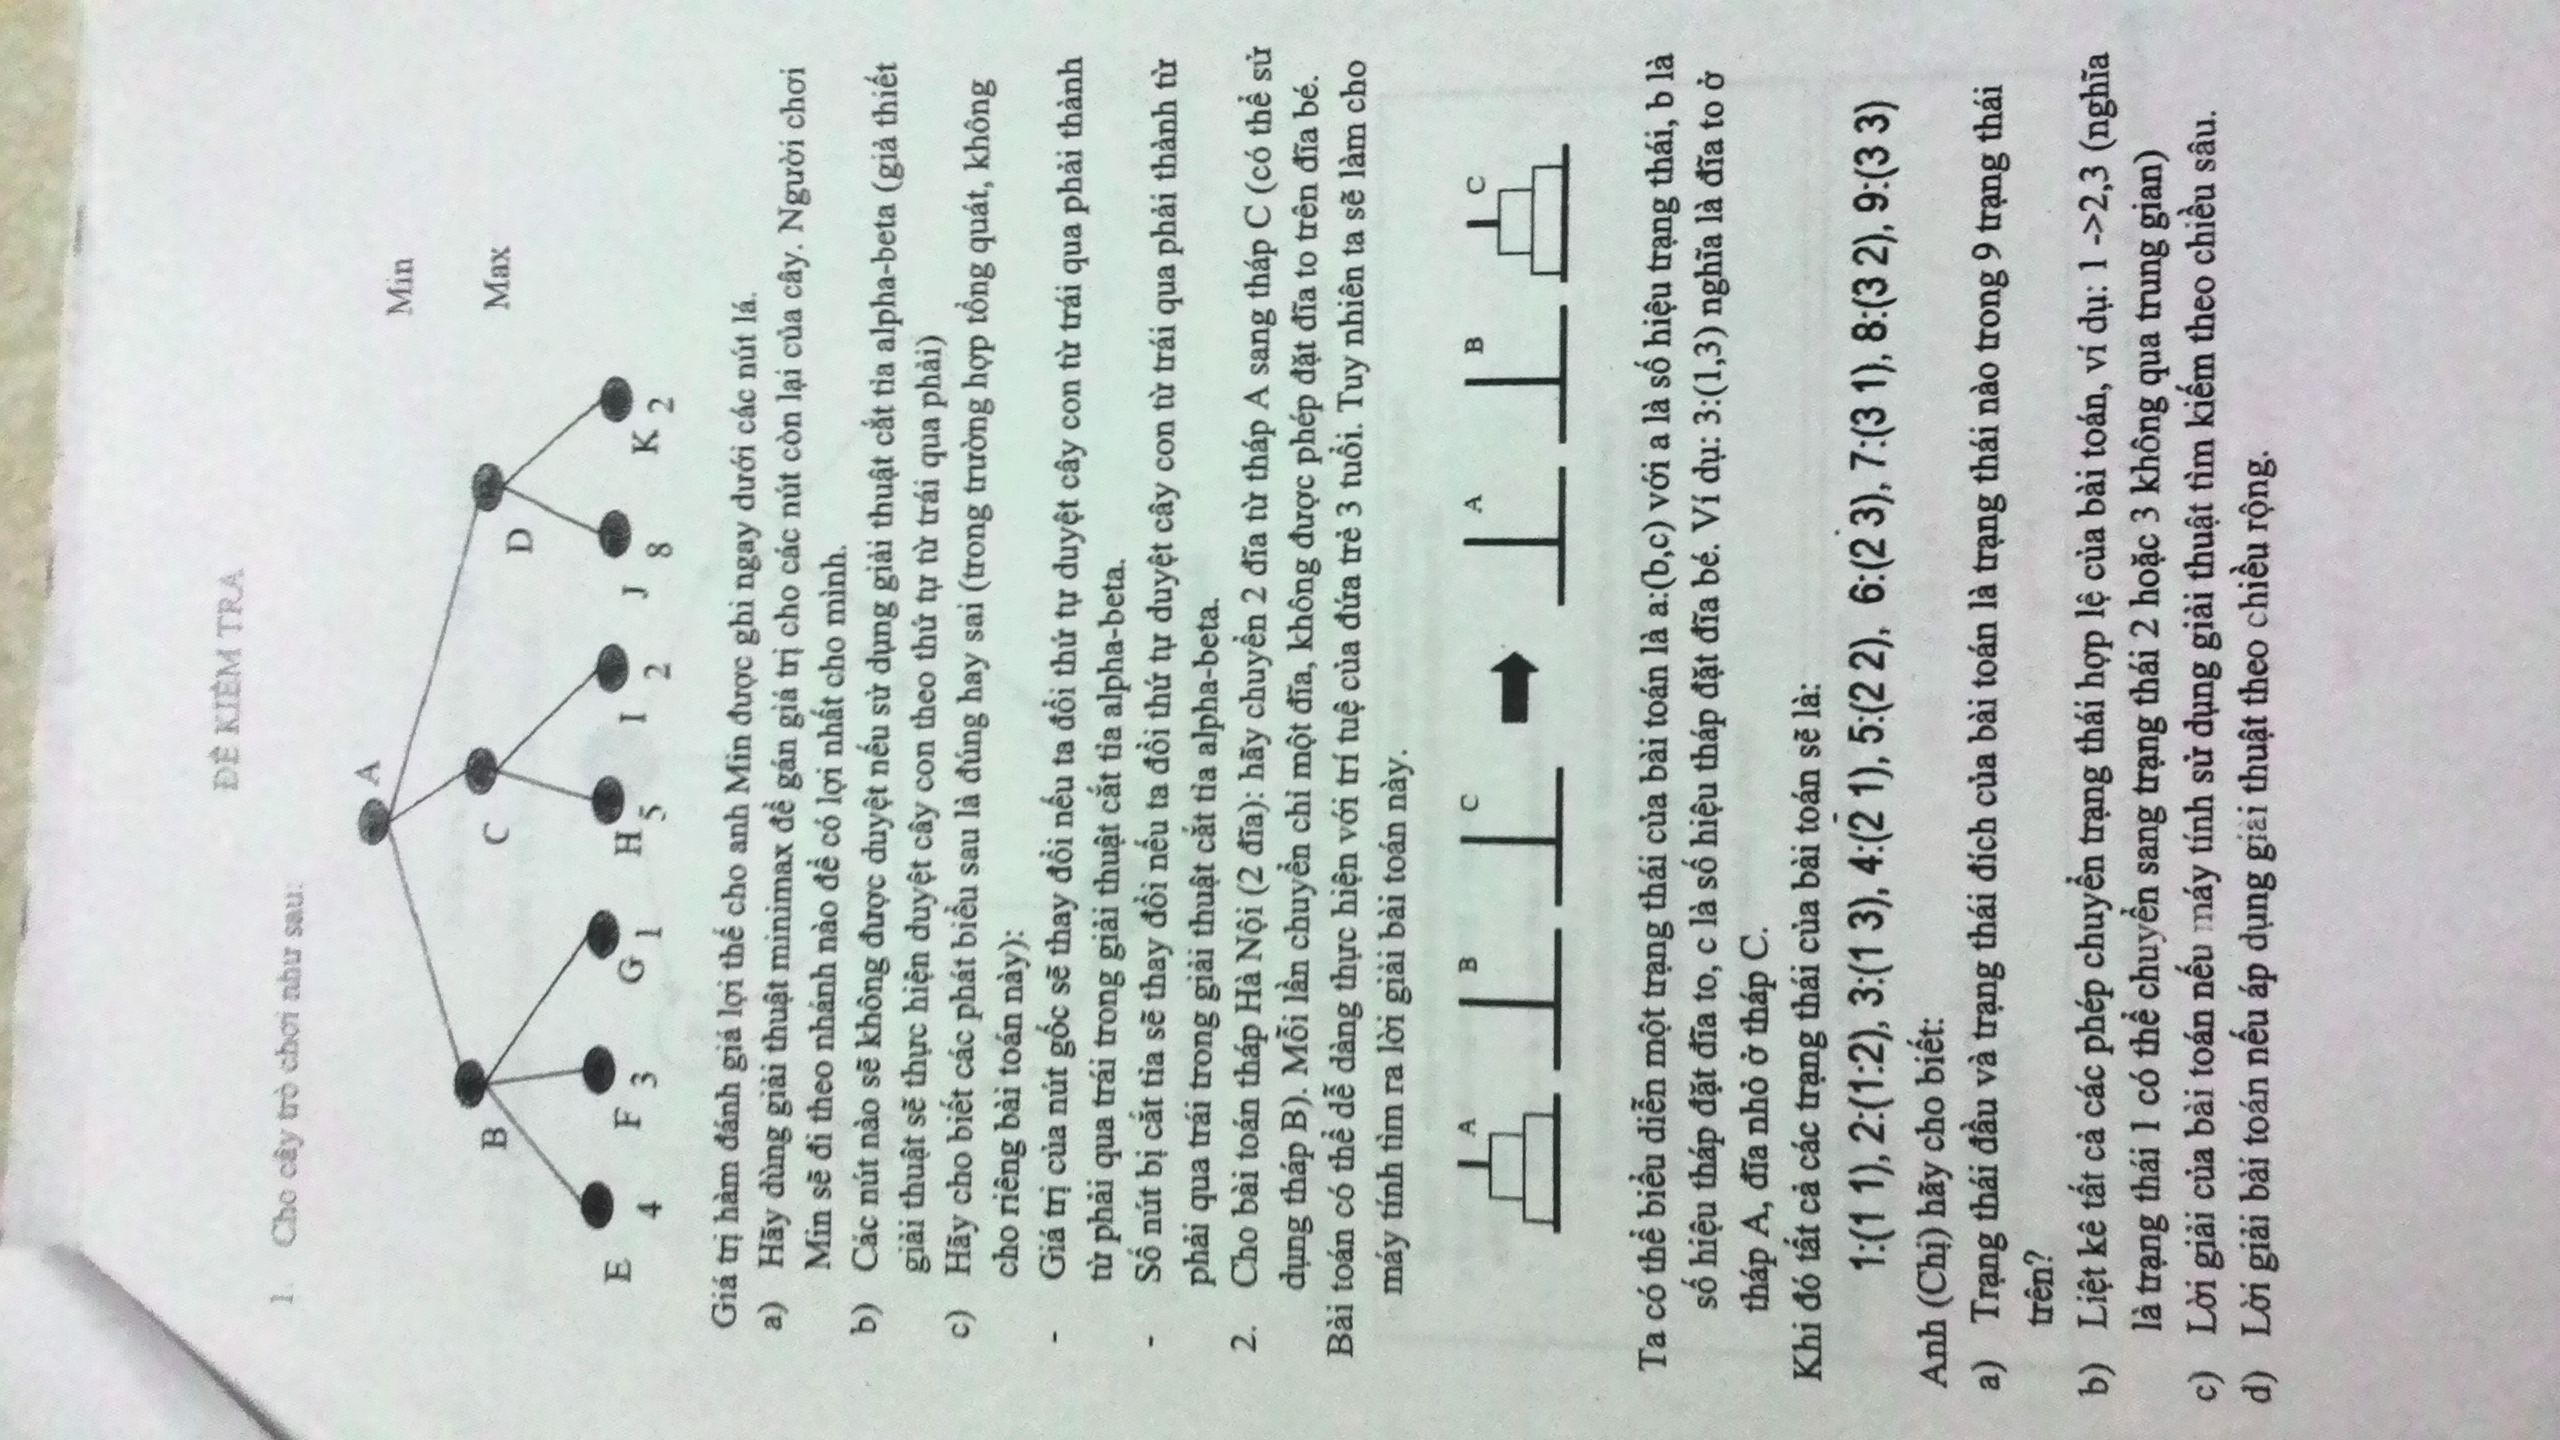 ĐỀ KIỂM TRA
1. Cho cây trò chơi như sau:
A
Min
B
C
D
Max
E
F
G
H
I
J
K
4
3
1
5
2
8
2
Giá trị hàm đánh giá lợi thế cho anh Min được ghi ngay dưới các nút lá.
a) Hãy dùng giải thuật minimax để gán giá trị cho các nút còn lại của cây. Người chơi
Min sẽ đi theo nhánh nào để có lợi nhất cho mình.
b) Các nút nào sẽ không được duyệt nếu sử dụng giải thuật cắt tỉa alpha-beta (giả thiết
giải thuật sẽ thực hiện duyệt cây con theo thứ tự từ trái qua phải)
c) Hãy cho biết các phát biểu sau là đúng hay sai (trong trường hợp tổng quát, không
cho riêng bài toán này):
- Giá trị của nút gốc sẽ thay đổi nếu ta đổi thứ tự duyệt cây con từ trái qua phải thành
từ phải qua trái trong giải thuật cắt tỉa alpha-beta.
- Số nút bị cắt tỉa sẽ thay đổi nếu ta đổi thứ tự duyệt cây con từ trái qua phải thành từ
phải qua trái trong giải thuật cắt tỉa alpha-beta.
2. Cho bài toán tháp Hà Nội (2 đĩa): hãy chuyển 2 đĩa từ tháp A sang tháp C (có thể sử
dụng tháp B). Mỗi lần chuyển chỉ một đĩa, không được phép đặt đĩa to trên đĩa bé.
Bài toán có thể dễ dàng thực hiện với trí tuệ của đứa trẻ 3 tuổi. Tuy nhiên ta sẽ làm cho
máy tính tìm ra lời giải bài toán này.
A B C A B C
Ta có thể biểu diễn một trạng thái của bài toán là a:(b,c) với a là số hiệu trạng thái, b là
số hiệu tháp đặt đĩa to, c là số hiệu tháp đặt đĩa bé. Ví dụ: 3:(1,3) nghĩa là đĩa to ở
tháp A, đĩa nhỏ ở tháp C.
Khi đó tất cả các trạng thái của bài toán sẽ là:
1:(1 1), 2:(1:2), 3:(1 3), 4:(2 1), 5:(2 2), 6:(2 3), 7:(3 1), 8:(3 2), 9:(3 3)
Anh (Chị) hãy cho biết:
a) Trạng thái đầu và trạng thái đích của bài toán là trạng thái nào trong 9 trạng thái
trên?
b) Liệt kê tất cả các phép chuyển trạng thái hợp lệ của bài toán, ví dụ: 1 ->2,3 (nghĩa
là trạng thái 1 có thể chuyển sang trạng thái 2 hoặc 3 không qua trung gian)
c) Lời giải của bài toán nếu máy tính sử dụng giải thuật tìm kiếm theo chiều sâu.
d) Lời giải bài toán nếu áp dụng giải thuật theo chiều rộng.